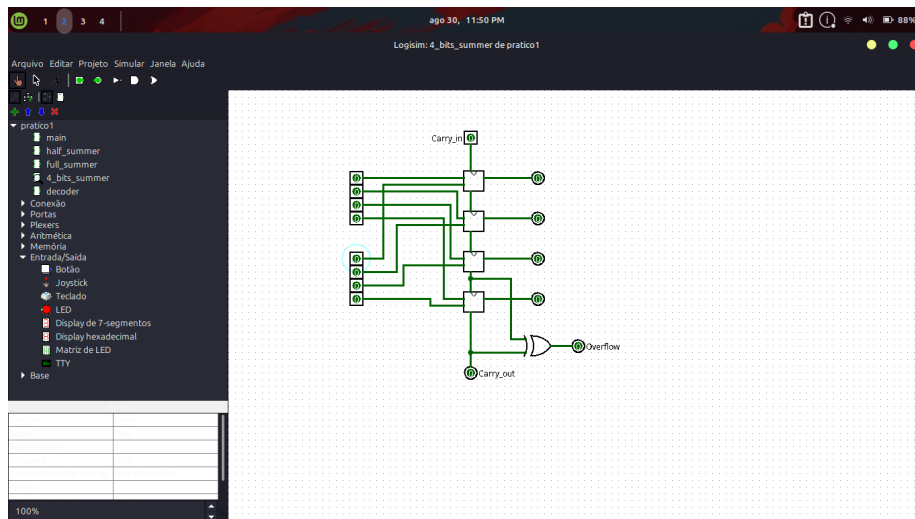 1 2 3 4
ago 30, 11:50 PM
88%
Logisim: 4_bits_summer de pratico1
Arquivo Editar Projeto Simular Janela Ajuda
pratico1
main
half_summer
full_summer
4_bits_summer
decoder
Conexão
Portas
Plexers
Aritmética
Memória
Entrada/Saída
Botão
Joystick
Teclado
LED
Display de 7-segmentos
Display hexadecimal
Matriz de LED
TTY
Base
100%
Carry_in
Overflow
Carry_out